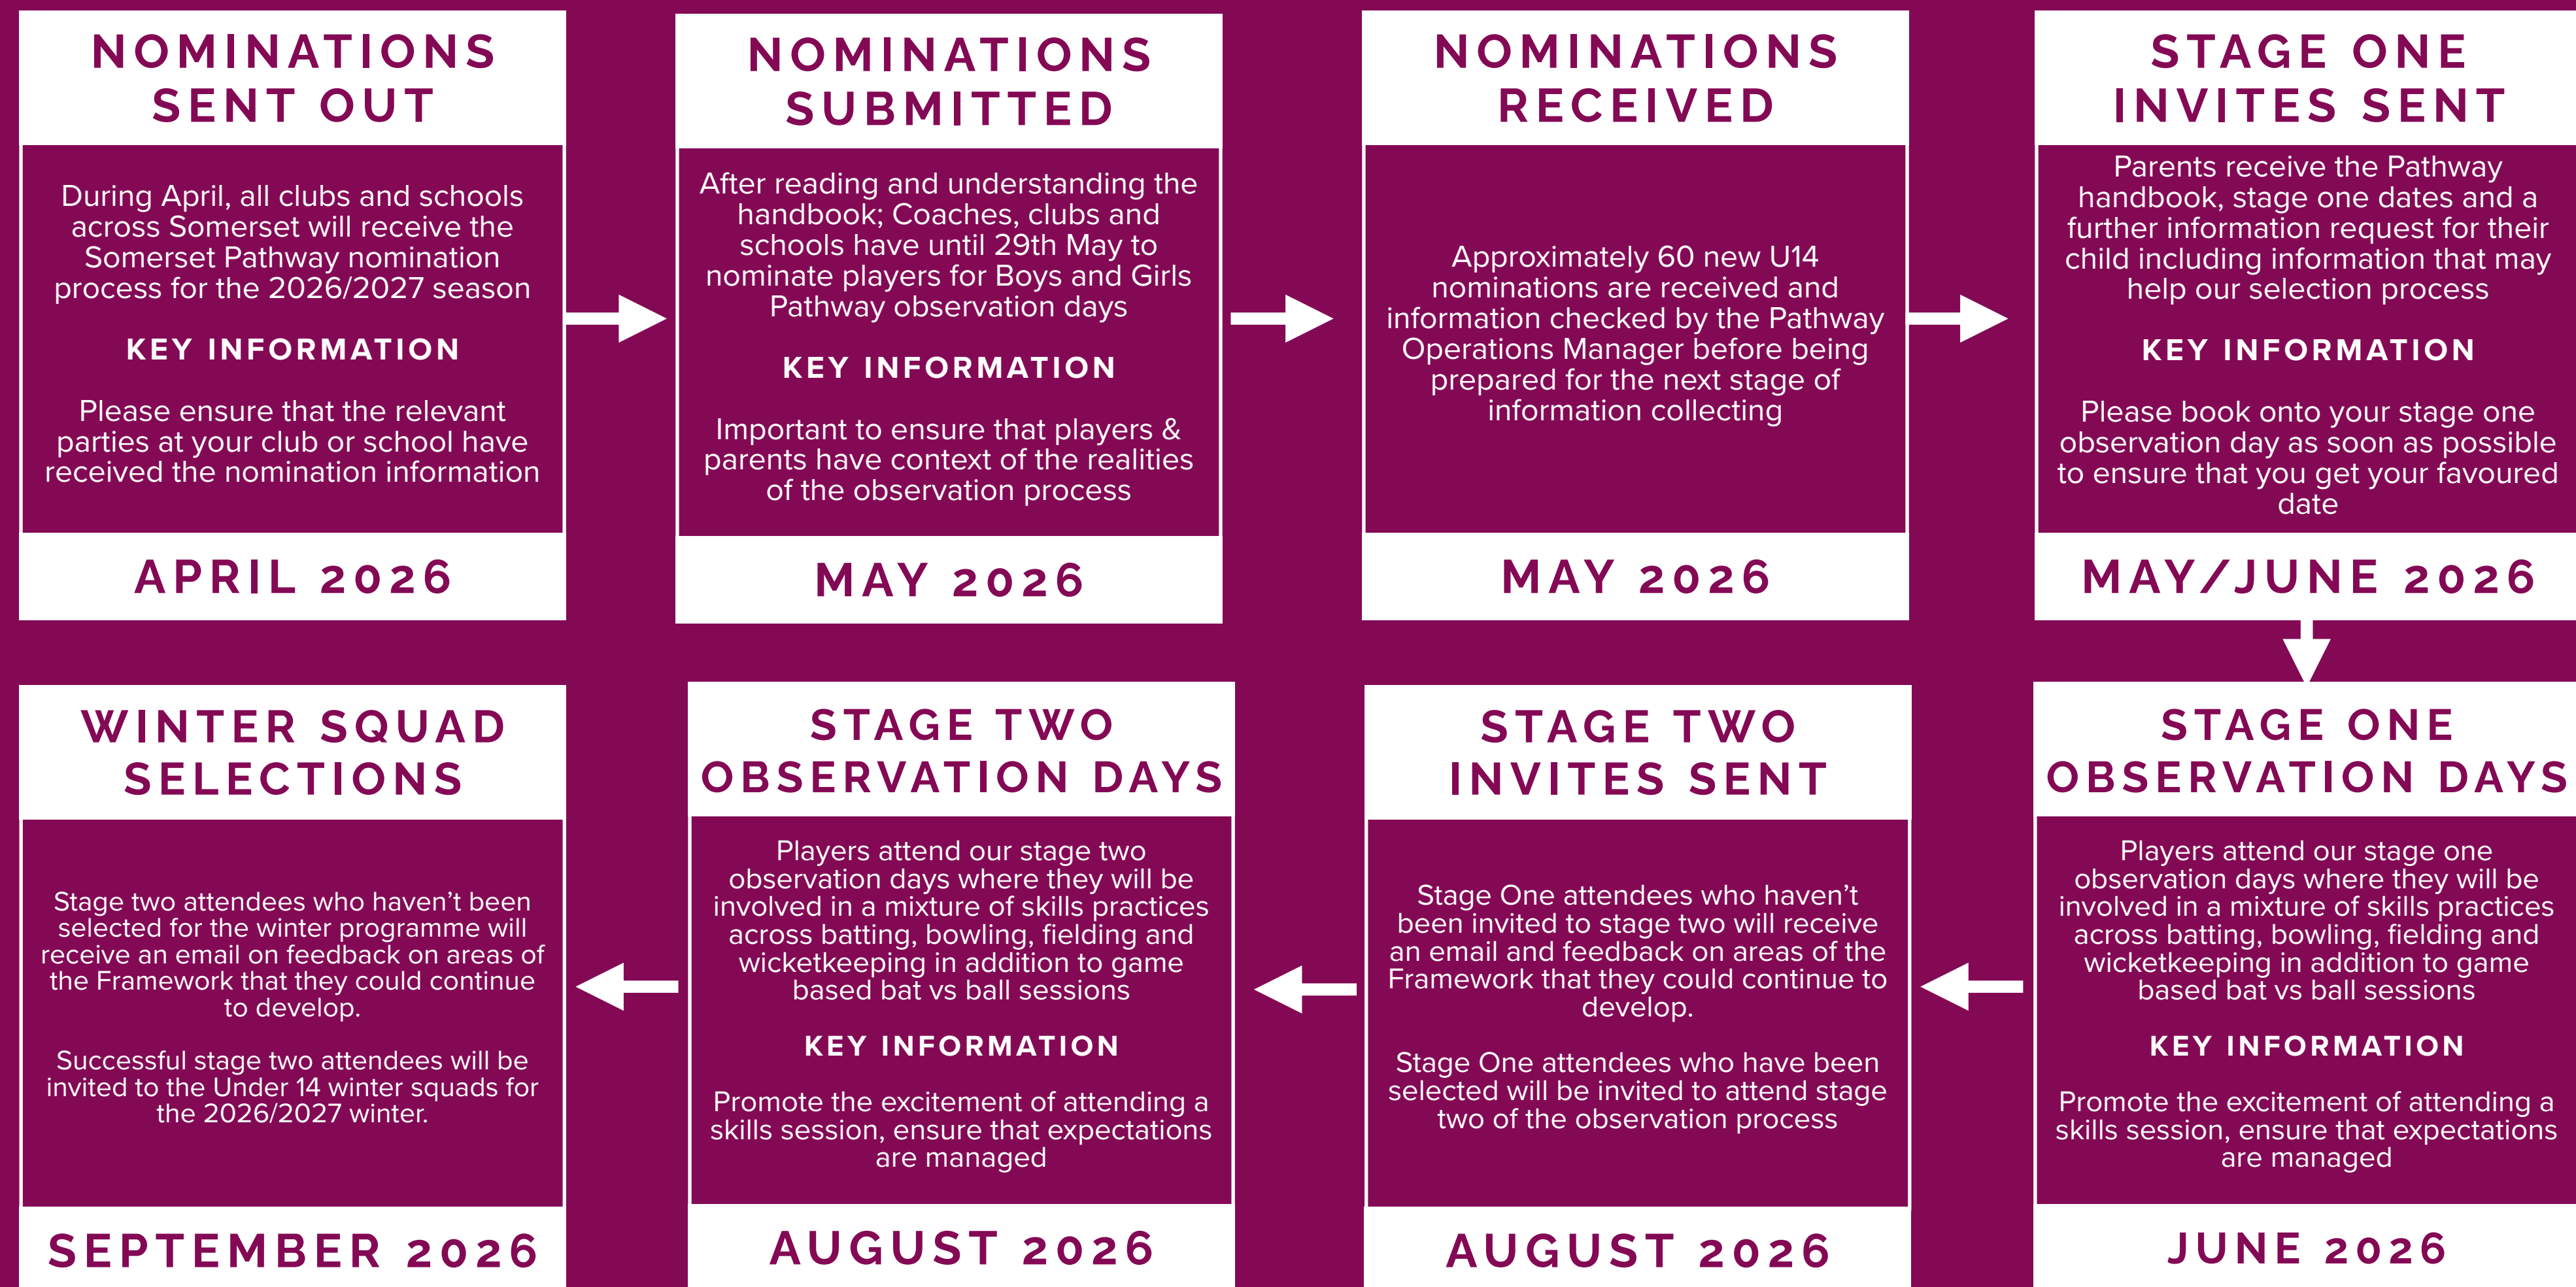 NOMINATIONS
SENT OUT
During April, all clubs and schools
across Somerset will receive the
Somerset Pathway nomination
process for the 2026/2027 season
KEY INFORMATION
Please ensure that the relevant
parties at your club or school have
received the nomination information
APRIL 2026
NOMINATIONS
SUBMITTED
After reading and understanding the
handbook; Coaches, clubs and
schools have until 29th May to
nominate players for Boys and Girls
Pathway observation days
KEY INFORMATION
Important to ensure that players &
parents have context of the realities
of the observation process
MAY 2026
NOMINATIONS
RECEIVED
Approximately 60 new U14
nominations are received and
information checked by the Pathway
Operations Manager before being
prepared for the next stage of
information collecting
MAY 2026
STAGE ONE
INVITES SENT
Parents receive the Pathway
handbook, stage one dates and a
further information request for their
child including information that may
help our selection process
KEY INFORMATION
Please book onto your stage one
observation day as soon as possible
to ensure that you get your favoured
date
MAY/JUNE 2026
STAGE ONE
OBSERVATION DAYS
Players attend our stage one
observation days where they will be
involved in a mixture of skills practices
across batting, bowling, fielding and
wicketkeeping in addition to game
based bat vs ball sessions
KEY INFORMATION
Promote the excitement of attending a
skills session, ensure that expectations
are managed
JUNE 2026
STAGE TWO
INVITES SENT
Stage One attendees who haven't
been invited to stage two will receive
an email and feedback on areas of the
Framework that they could continue to
develop.
Stage One attendees who have been
selected will be invited to attend stage
two of the observation process
AUGUST 2026
STAGE TWO
OBSERVATION DAYS
Players attend our stage two
observation days where they will be
involved in a mixture of skills practices
across batting, bowling, fielding and
wicketkeeping in addition to game
based bat vs ball sessions
KEY INFORMATION
Promote the excitement of attending a
skills session, ensure that expectations
are managed
AUGUST 2026
WINTER SQUAD
SELECTIONS
Stage two attendees who haven't been
selected for the winter programme will
receive an email on feedback on areas of
the Framework that they could continue
to develop.
Successful stage two attendees will be
invited to the Under 14 winter squads for
the 2026/2027 winter.
SEPTEMBER 2026